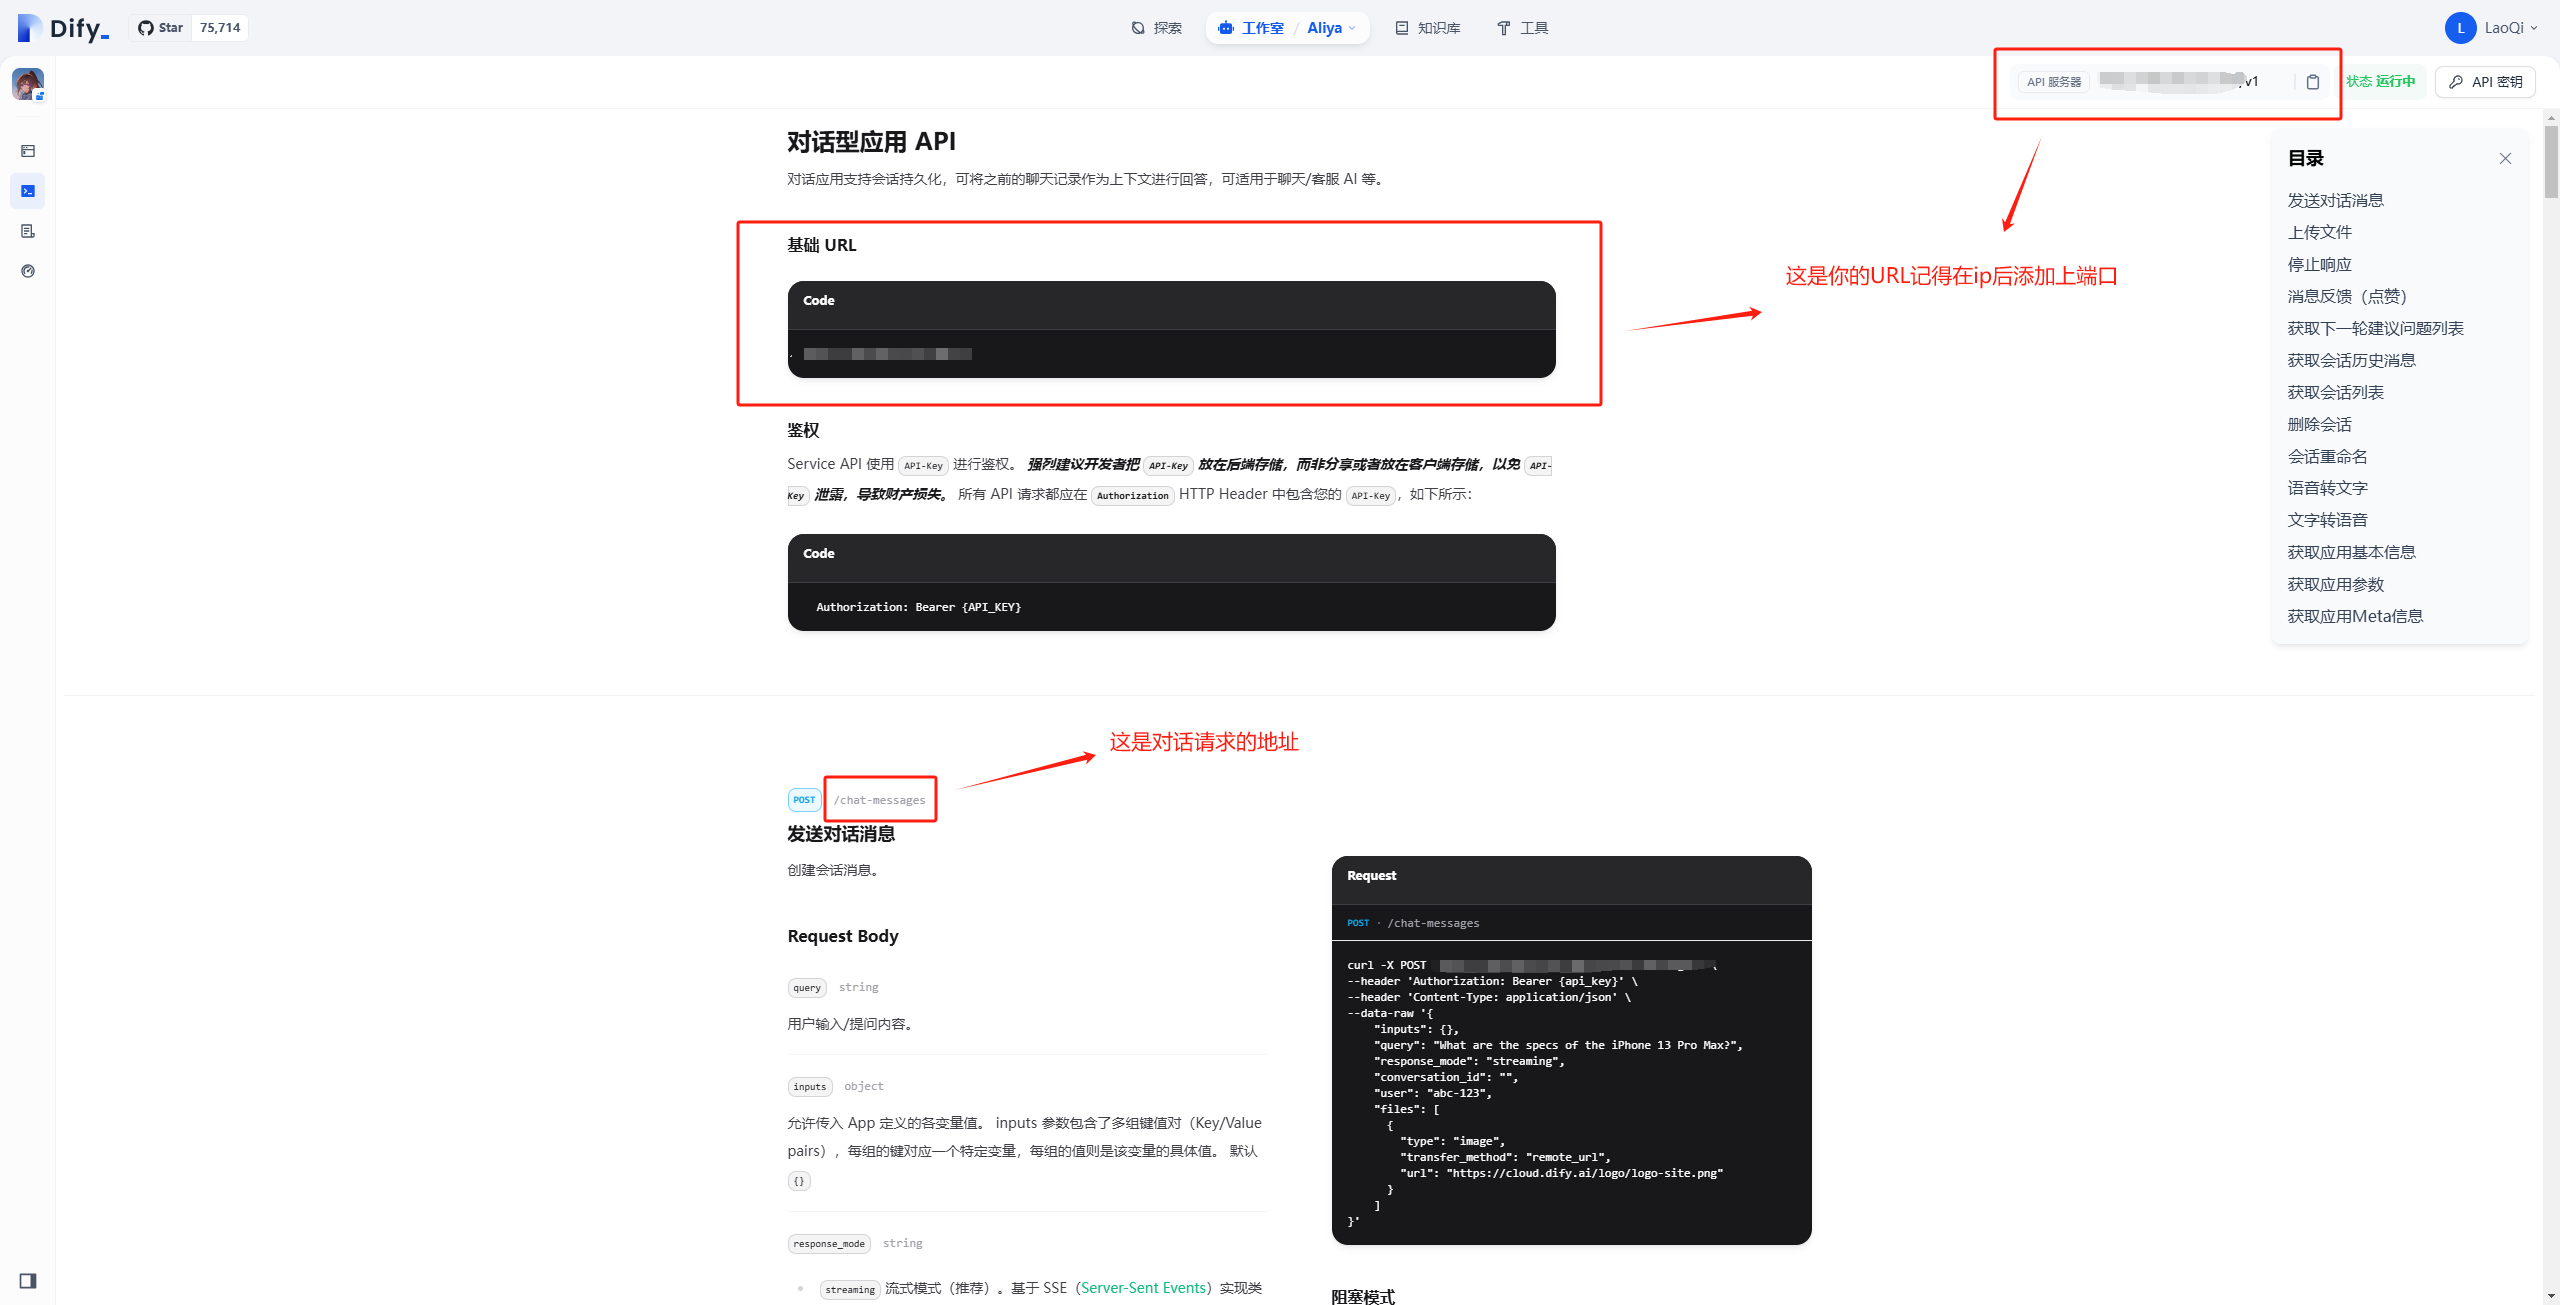 Dify_
Star 75,714
探索
工作室 / Aliya
知识库
工具
L LaoQi
API 服务器
/v1
状态 运行中
API 密钥
对话型应用 API
对话应用支持会话持久化，可将之前的聊天记录作为上下文进行回答，可适用于聊天/客服 AI 等。
基础 URL
Code
这是你的URL记得在ip后添加上端口
鉴权
Service API 使用 API-Key 进行鉴权。 强烈建议开发者把 API-Key 放在后端存储，而非分享或者放在客户端存储，以免 API-
Key 泄露，导致财产损失。 所有 API 请求都应在 Authorization HTTP Header 中包含您的 API-Key，如下所示：
Code
Authorization: Bearer {API_KEY}
目录
发送对话消息
上传文件
停止响应
消息反馈（点赞）
获取下一轮建议问题列表
获取会话历史消息
获取会话列表
删除会话
会话重命名
语音转文字
文字转语音
获取应用基本信息
获取应用参数
获取应用Meta信息
这是对话请求的地址
POST /chat-messages
发送对话消息
创建会话消息。
Request Body
query string
用户输入/提问内容。
inputs object
允许传入 App 定义的各变量值。 inputs 参数包含了多组键值对（Key/Value
pairs），每组的键对应一个特定变量，每组的值则是该变量的具体值。 默认
{}
response_mode string
streaming 流式模式（推荐）。基于 SSE（Server-Sent Events）实现类
Request
POST · /chat-messages
curl -X POST \
--header 'Authorization: Bearer {api_key}' \
--header 'Content-Type: application/json' \
--data-raw '{
"inputs": {},
"query": "What are the specs of the iPhone 13 Pro Max?",
"response_mode": "streaming",
"conversation_id": "",
"user": "abc-123",
"files": [
{
"type": "image",
"transfer_method": "remote_url",
"url": "https://cloud.dify.ai/logo/logo-site.png"
}
]
}'
阻塞模式